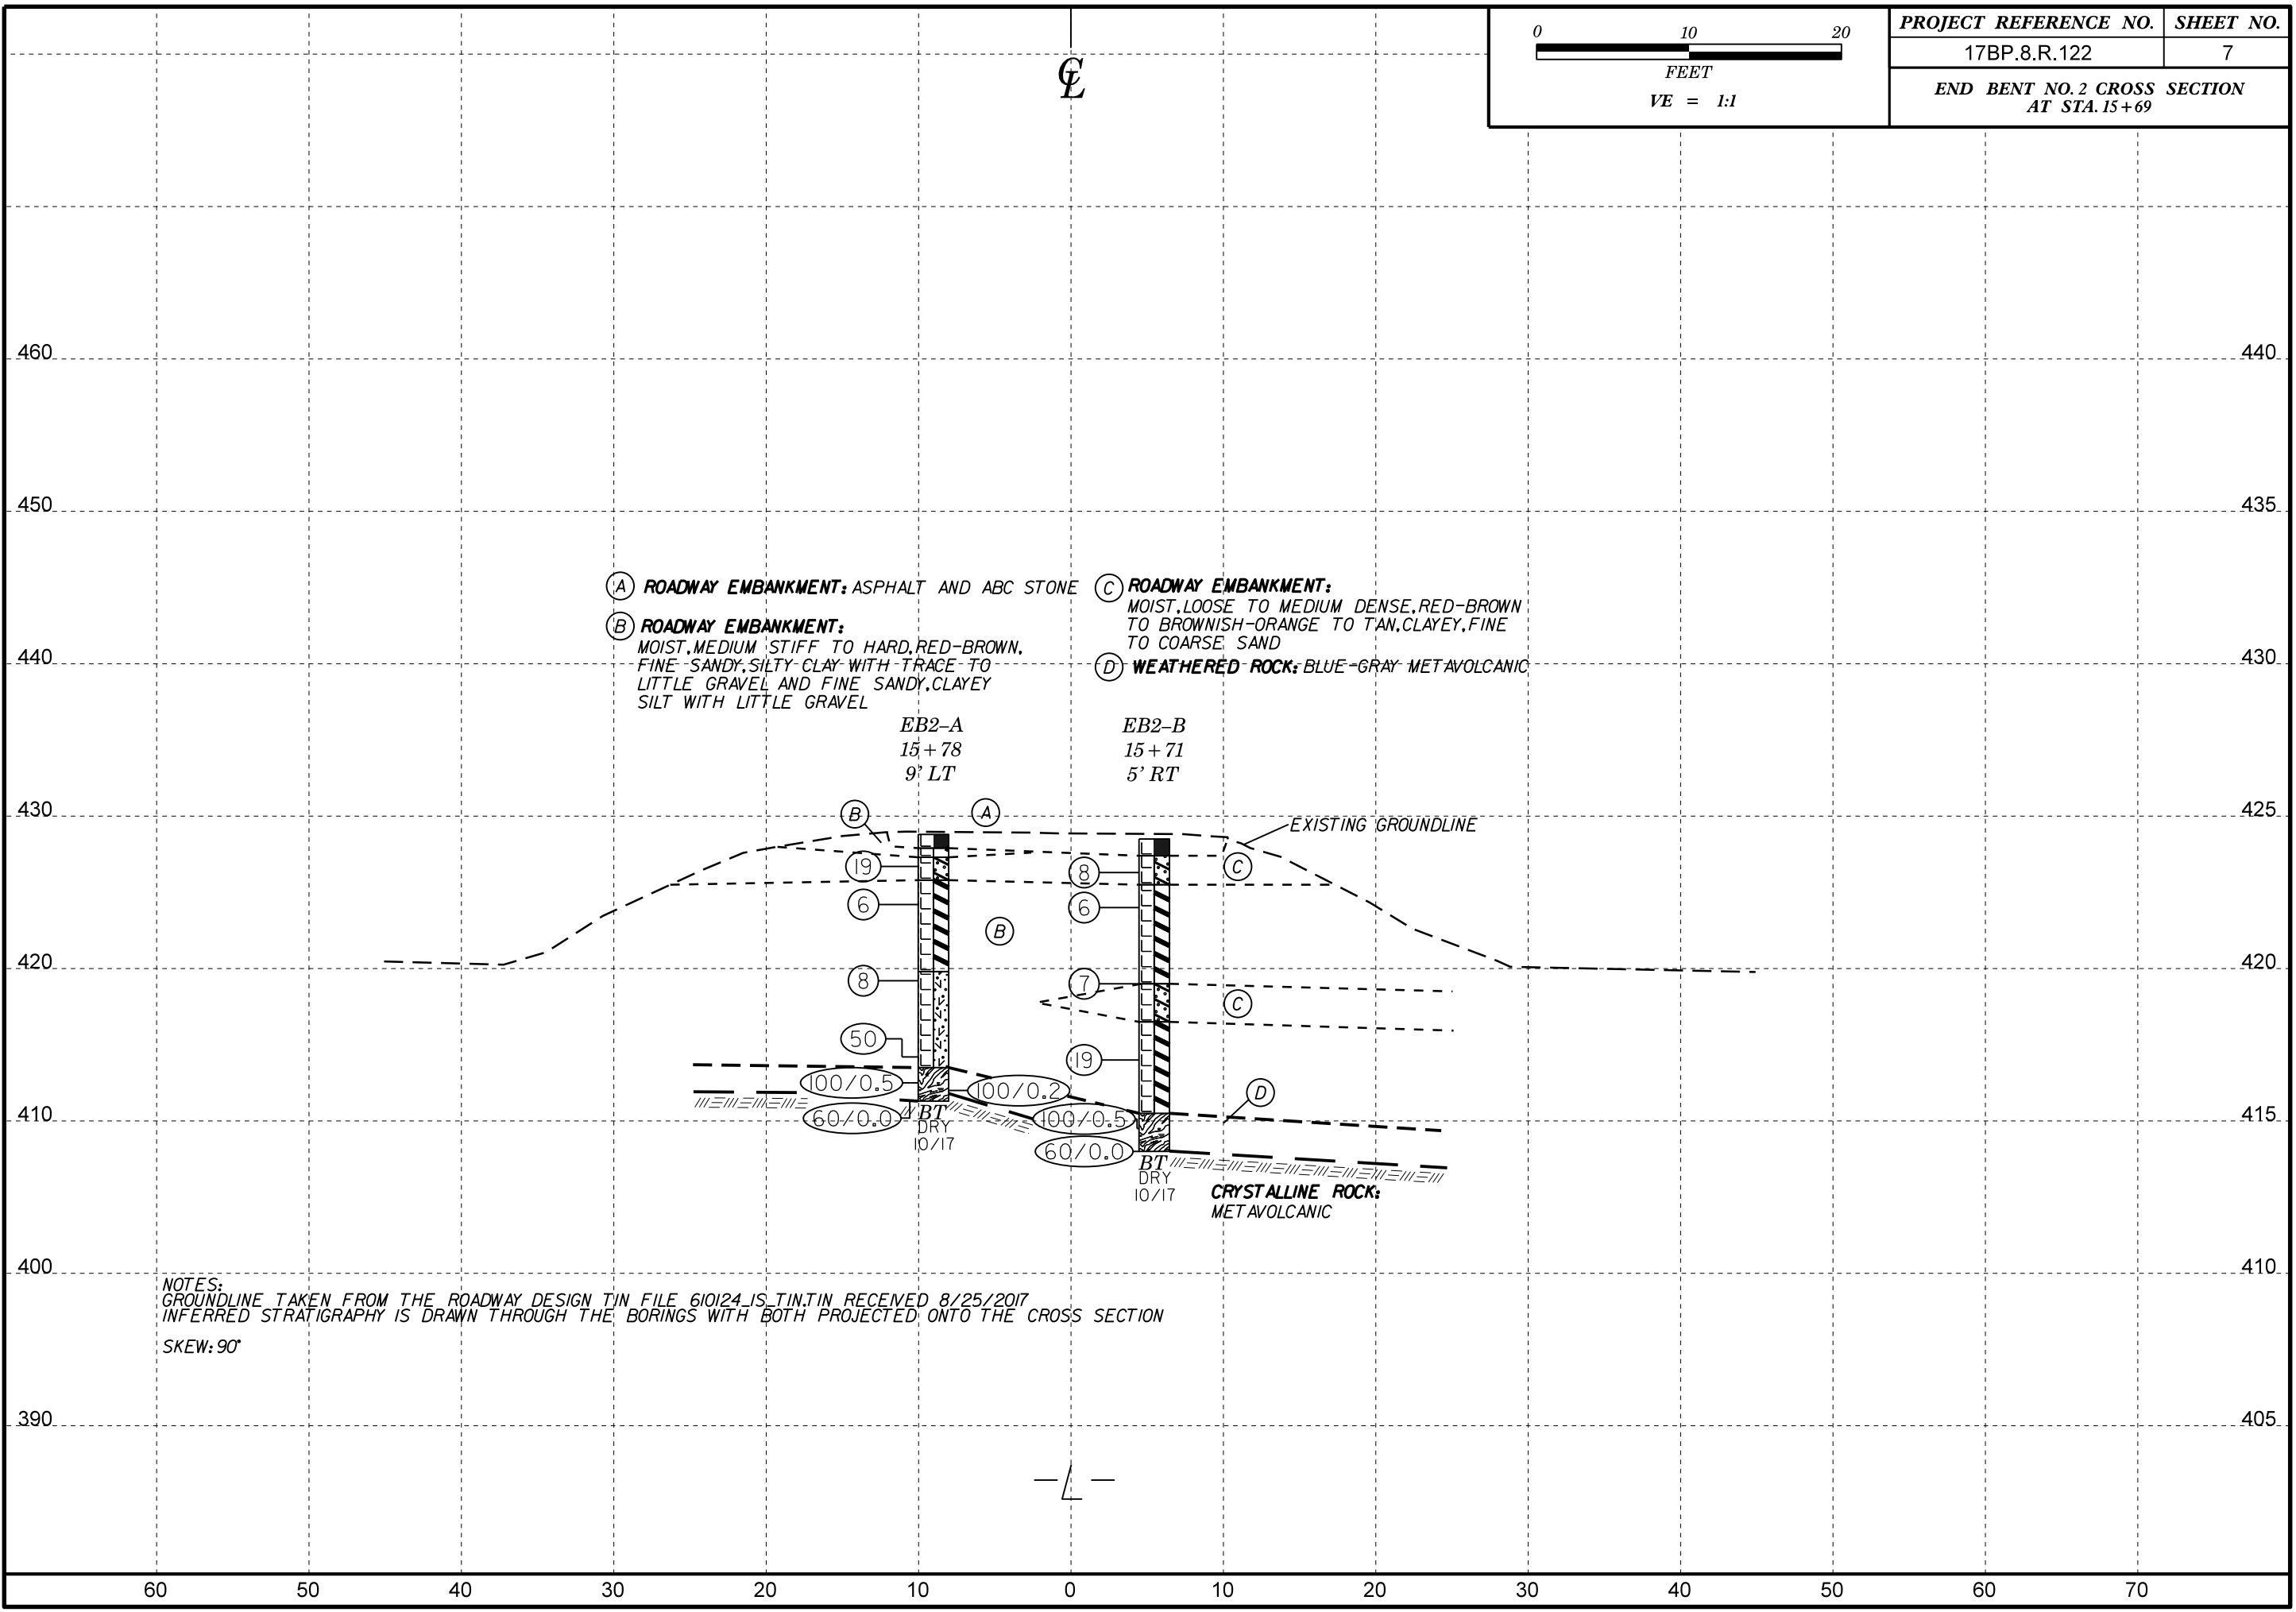 0 10 20
FEET
VE = 1:1
PROJECT REFERENCE NO. SHEET NO.
17BP.8.R.122 7
END BENT NO. 2 CROSS SECTION
AT STA. 15+69
CL
460 440
450 435
A ROADWAY EMBANKMENT: ASPHALT AND ABC STONE
B ROADWAY EMBANKMENT:
MOIST, MEDIUM STIFF TO HARD, RED-BROWN,
FINE SANDY, SILTY CLAY WITH TRACE TO
LITTLE GRAVEL AND FINE SANDY, CLAYEY
SILT WITH LITTLE GRAVEL
C ROADWAY EMBANKMENT:
MOIST, LOOSE TO MEDIUM DENSE, RED-BROWN
TO BROWNISH-ORANGE TO TAN, CLAYEY, FINE
TO COARSE SAND
D WEATHERED ROCK: BLUE-GRAY METAVOLCANIC
440 430
EB2-A
15+78
9' LT
EB2-B
15+71
5' RT
430 425
B A
EXISTING GROUNDLINE
19 8 C
6 6
B
420 420
8 7 C
50 19
100/0.5 100/0.2 D
60/0.0 100/0.5
410 415
BT
DRY
10/17
60/0.0
BT
DRY
10/17
CRYSTALLINE ROCK:
METAVOLCANIC
400 410
NOTES:
GROUNDLINE TAKEN FROM THE ROADWAY DESIGN TIN FILE 610124_IS_TIN.TIN RECEIVED 8/25/2017
INFERRED STRATIGRAPHY IS DRAWN THROUGH THE BORINGS WITH BOTH PROJECTED ONTO THE CROSS SECTION
SKEW: 90°
390 405
-L-
60 50 40 30 20 10 0 10 20 30 40 50 60 70